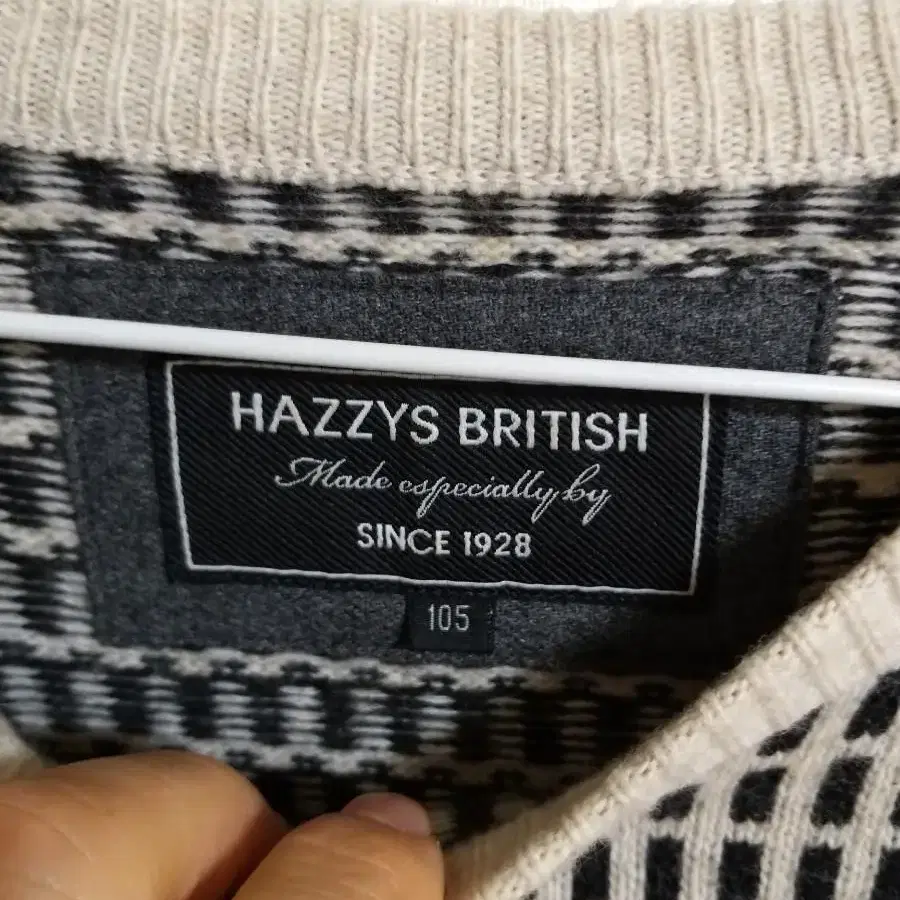 HAZZYS BRITISH
Made especially by
SINCE 1928
105